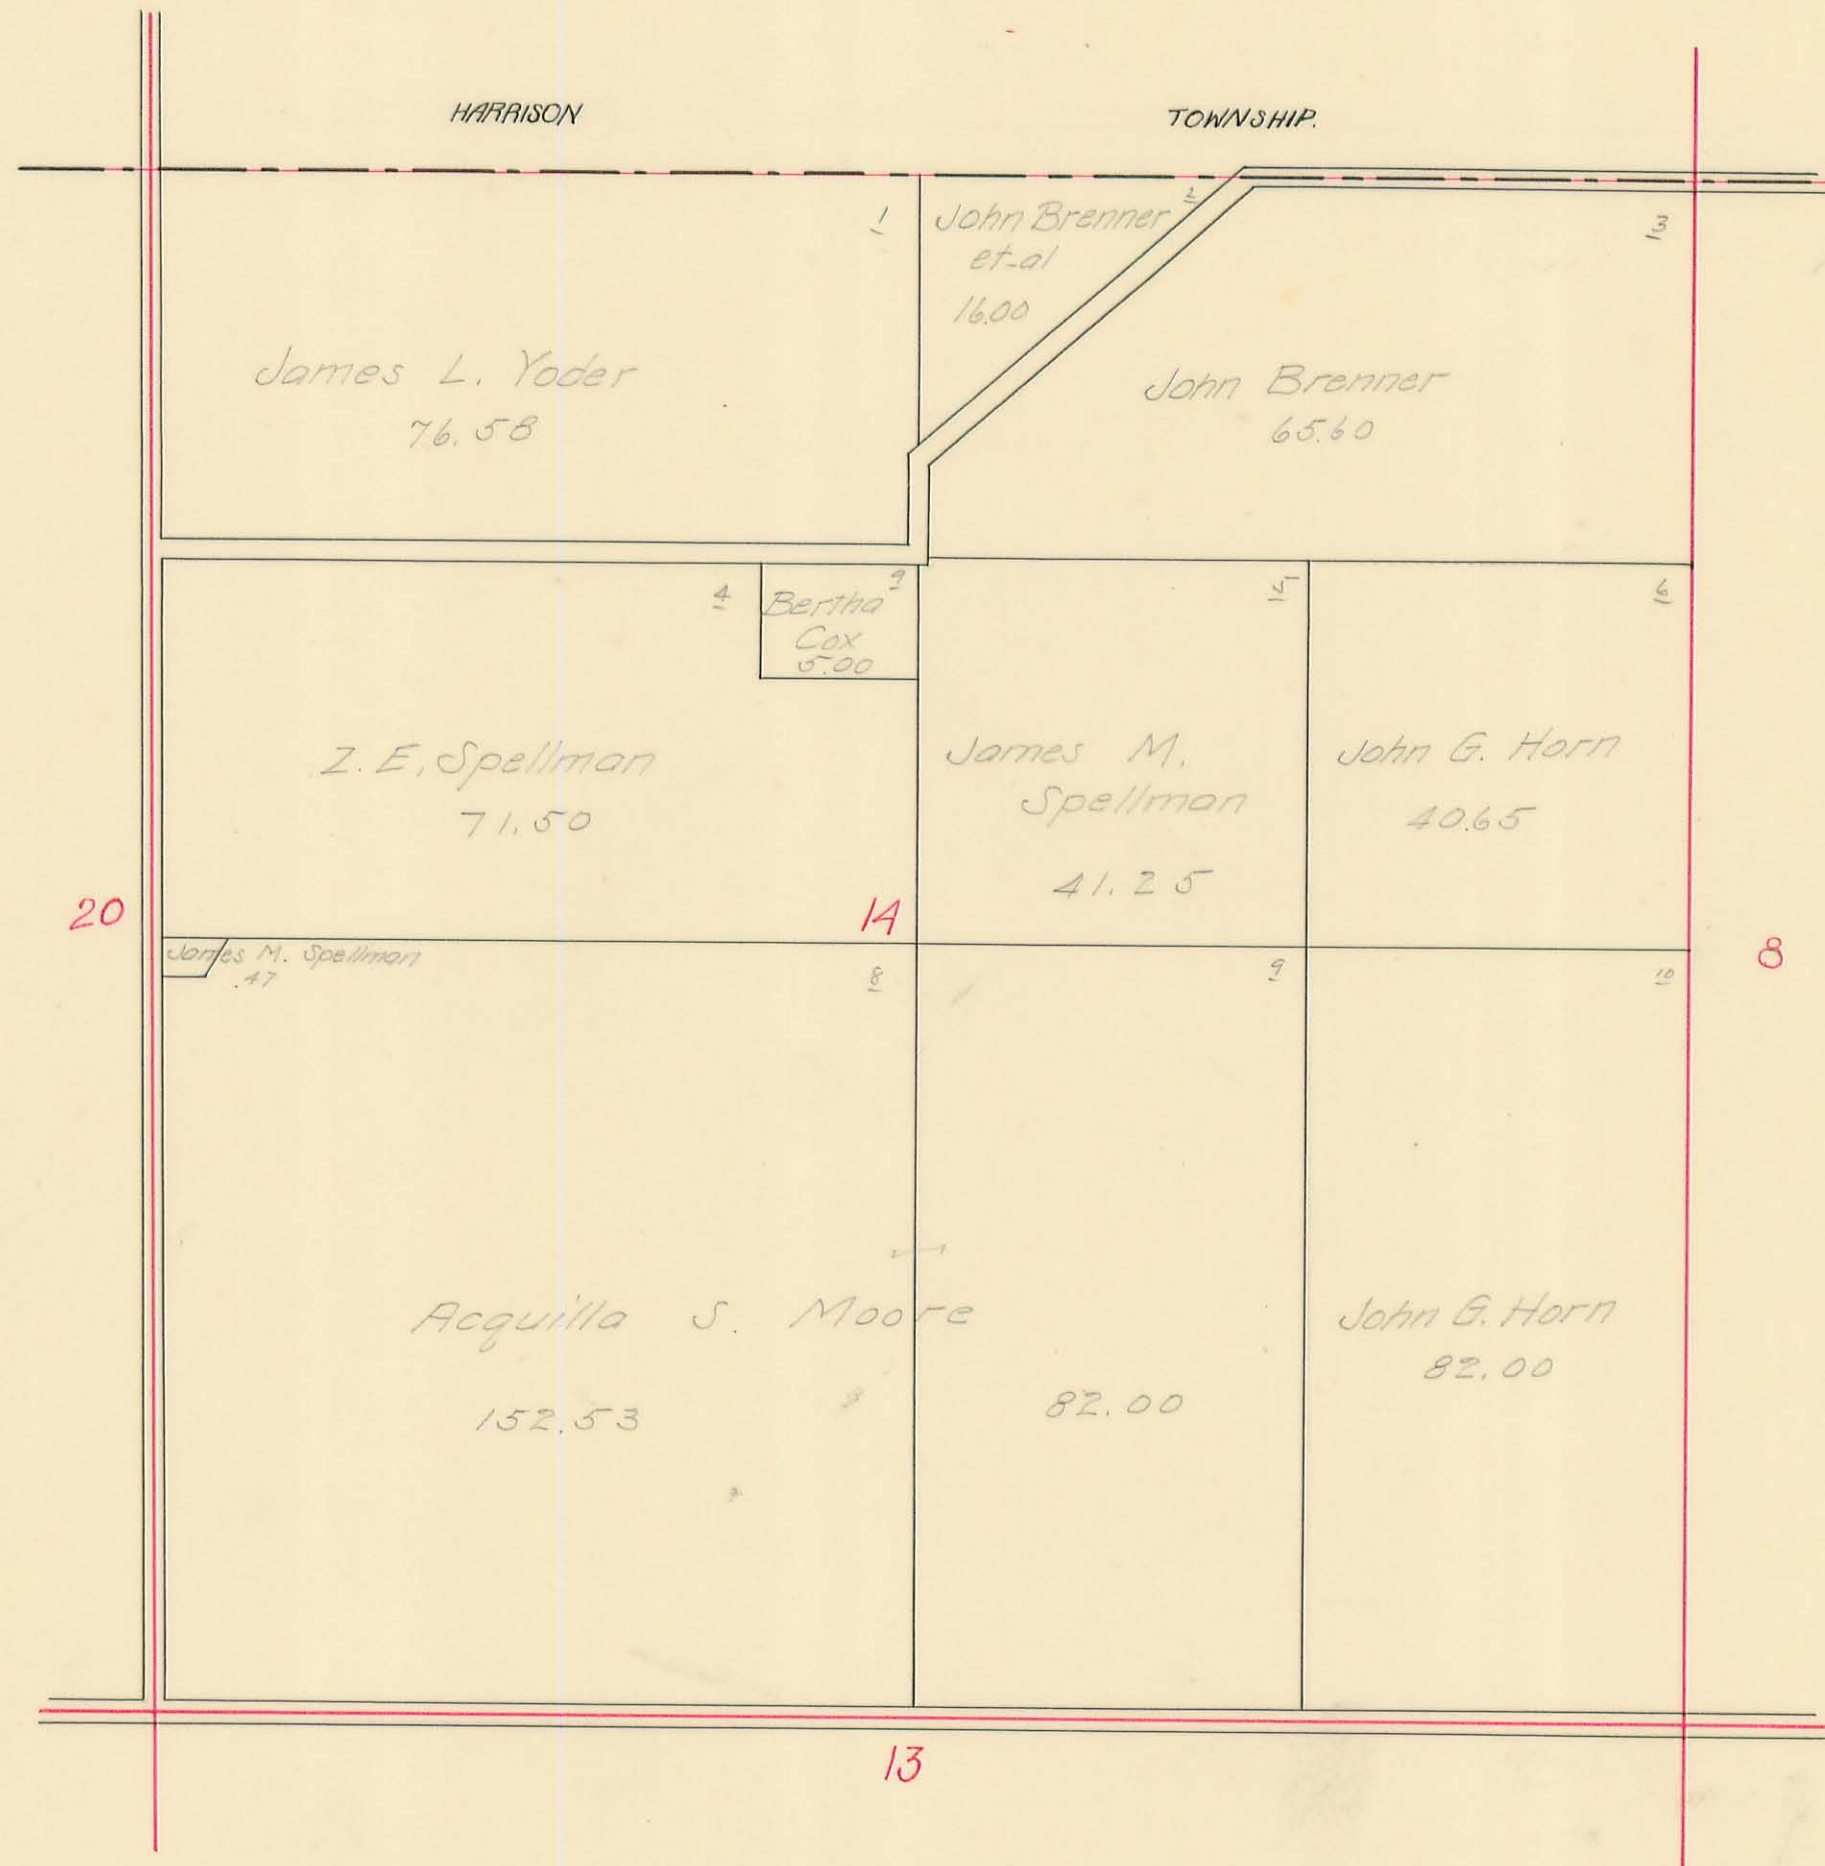 HARRISON TOWNSHIP.
1
John Brenner
et-al
16.00
2
3
James L. Yoder
76.58
John Brenner
65.60
4
Bertha
Cox
5.00
9
5
6
Z. E. Spellman
71.50
James M.
Spellman
41.25
John G. Horn
40.65
20
14
8
James M. Spellman
.47
8
9
10
Acquilla S. Moore
152.53
82.00
John G. Horn
82.00
13